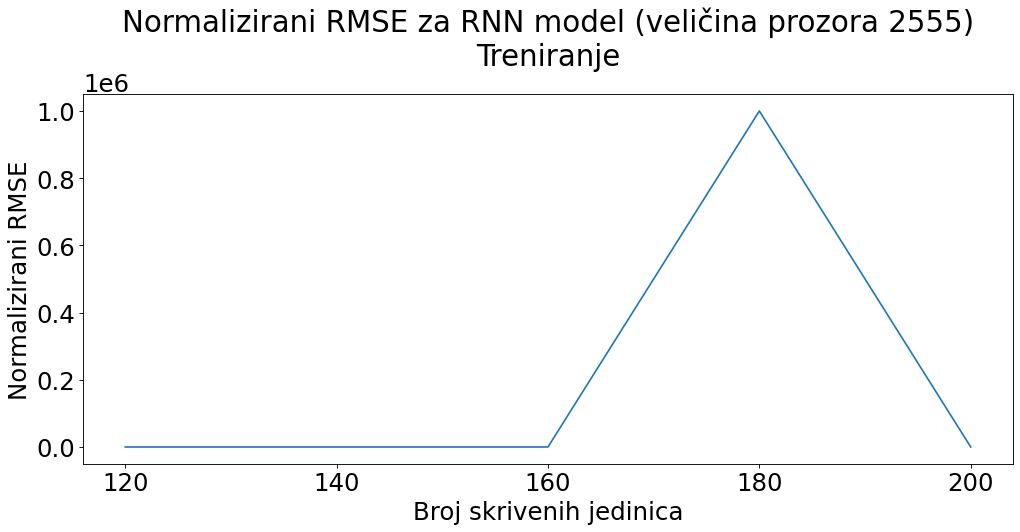 Normalizirani RMSE za RNN model (veličina prozora 2555)
Treniranje
1e6
1.0
0.8
0.6
0.4
0.2
0.0
Normalizirani RMSE
120 140 160 180 200
Broj skrivenih jedinica